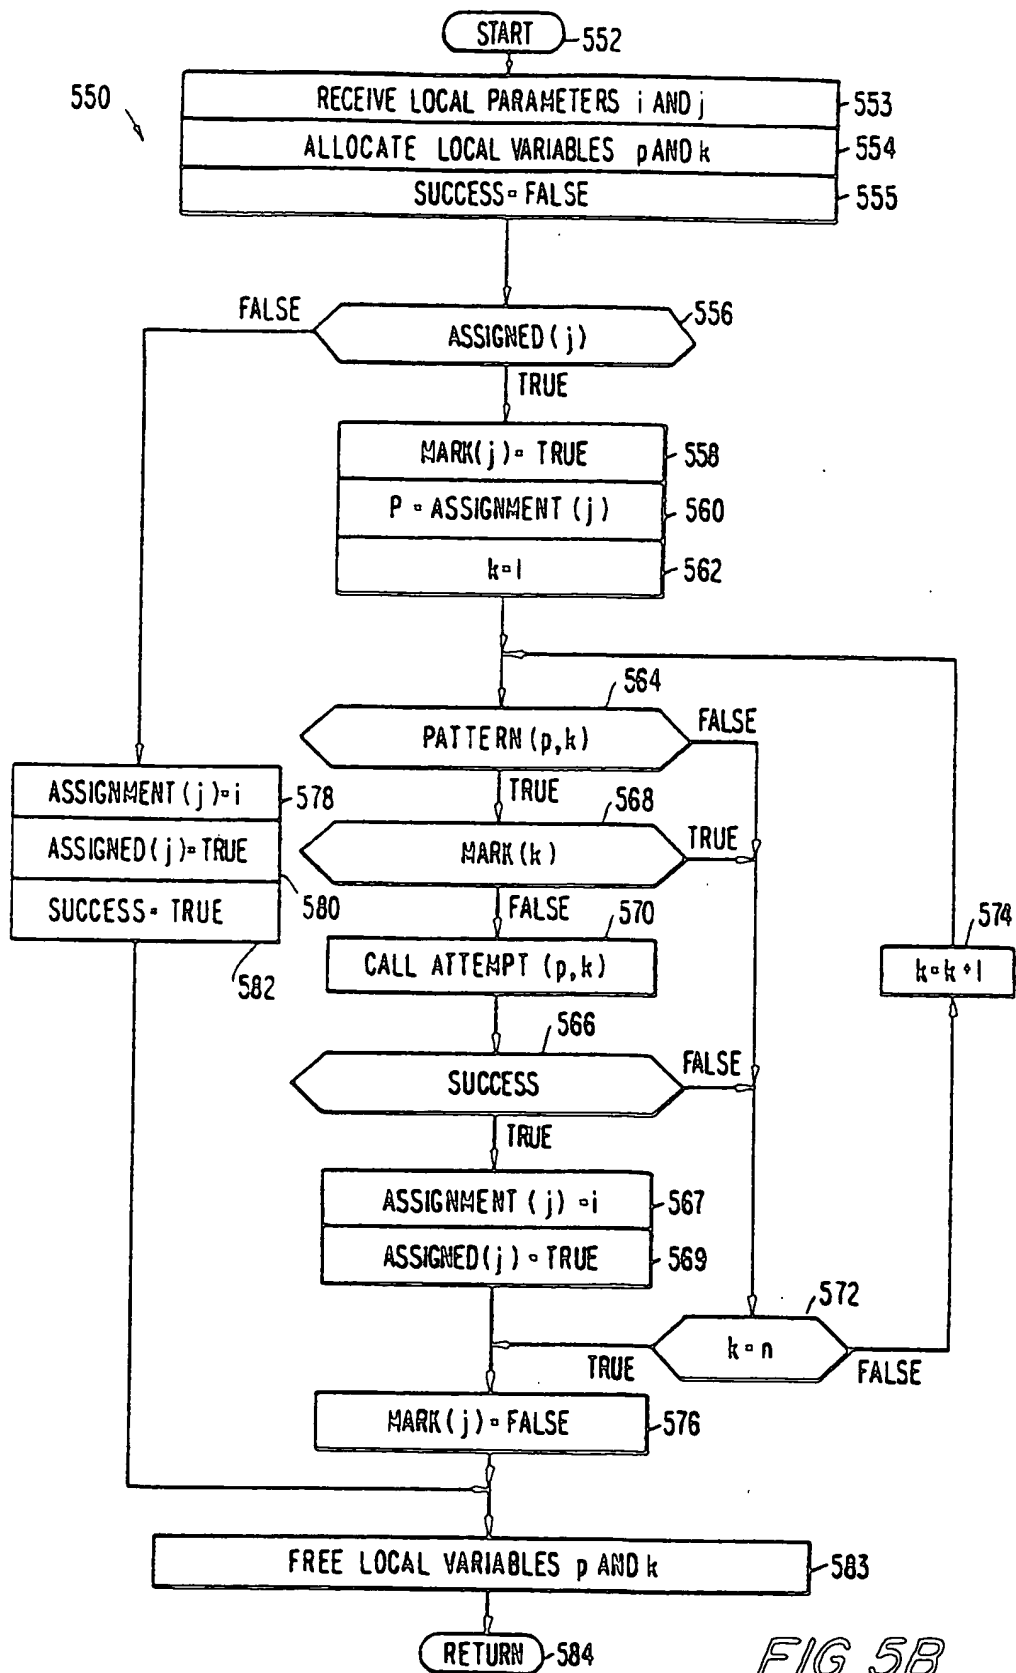 START
552
550
RECEIVE LOCAL PARAMETERS i AND j
553
ALLOCATE LOCAL VARIABLES p AND k
554
SUCCESS = FALSE
555
FALSE
ASSIGNED (j)
556
TRUE
MARK(j) = TRUE
558
P = ASSIGNMENT (j)
560
k = 1
562
564
PATTERN (p,k)
FALSE
TRUE
568
MARK (k)
TRUE
FALSE
570
CALL ATTEMPT (p,k)
566
SUCCESS
FALSE
TRUE
ASSIGNMENT (j) = i
567
ASSIGNED(j) = TRUE
569
572
k = n
TRUE
FALSE
574
k = k + 1
MARK (j) = FALSE
576
ASSIGNMENT (j) = i
578
ASSIGNED (j) = TRUE
580
SUCCESS = TRUE
582
FREE LOCAL VARIABLES p AND k
583
RETURN
584
FIG 5B